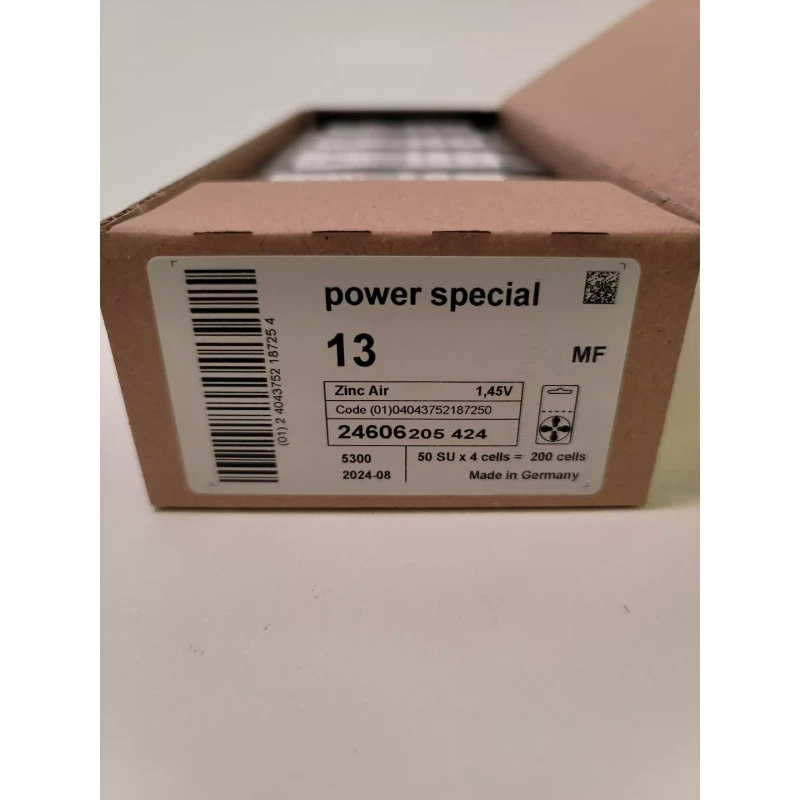 power special
13
MF
Zinc Air 1,45V
Code (01)04043752187250
24606 205 424
5300
50 SU x 4 cells = 200 cells
2024-08
Made in Germany
(01) 2 4043752 18725 4